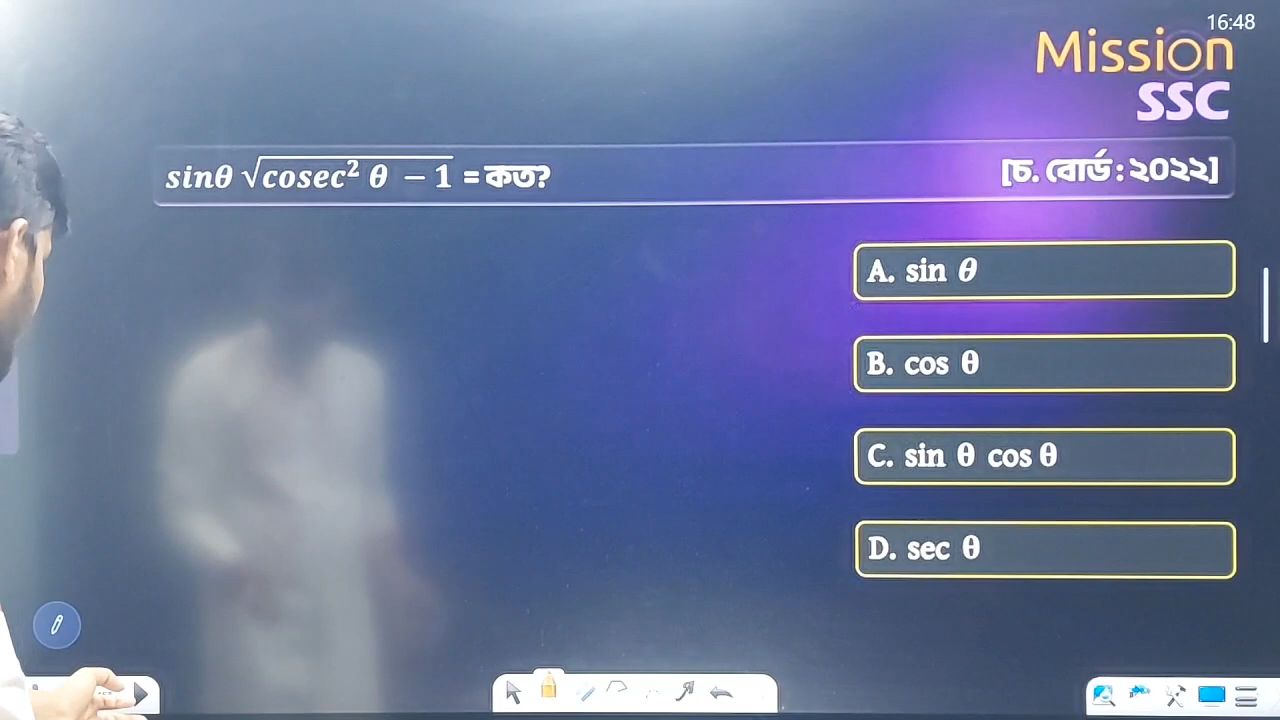 16:48
Mission
SSC
sinθ √cosec² θ − 1 = কত?
[চ. বোর্ড : ২০২২]
A. sin θ
B. cos θ
C. sin θ cos θ
D. sec θ